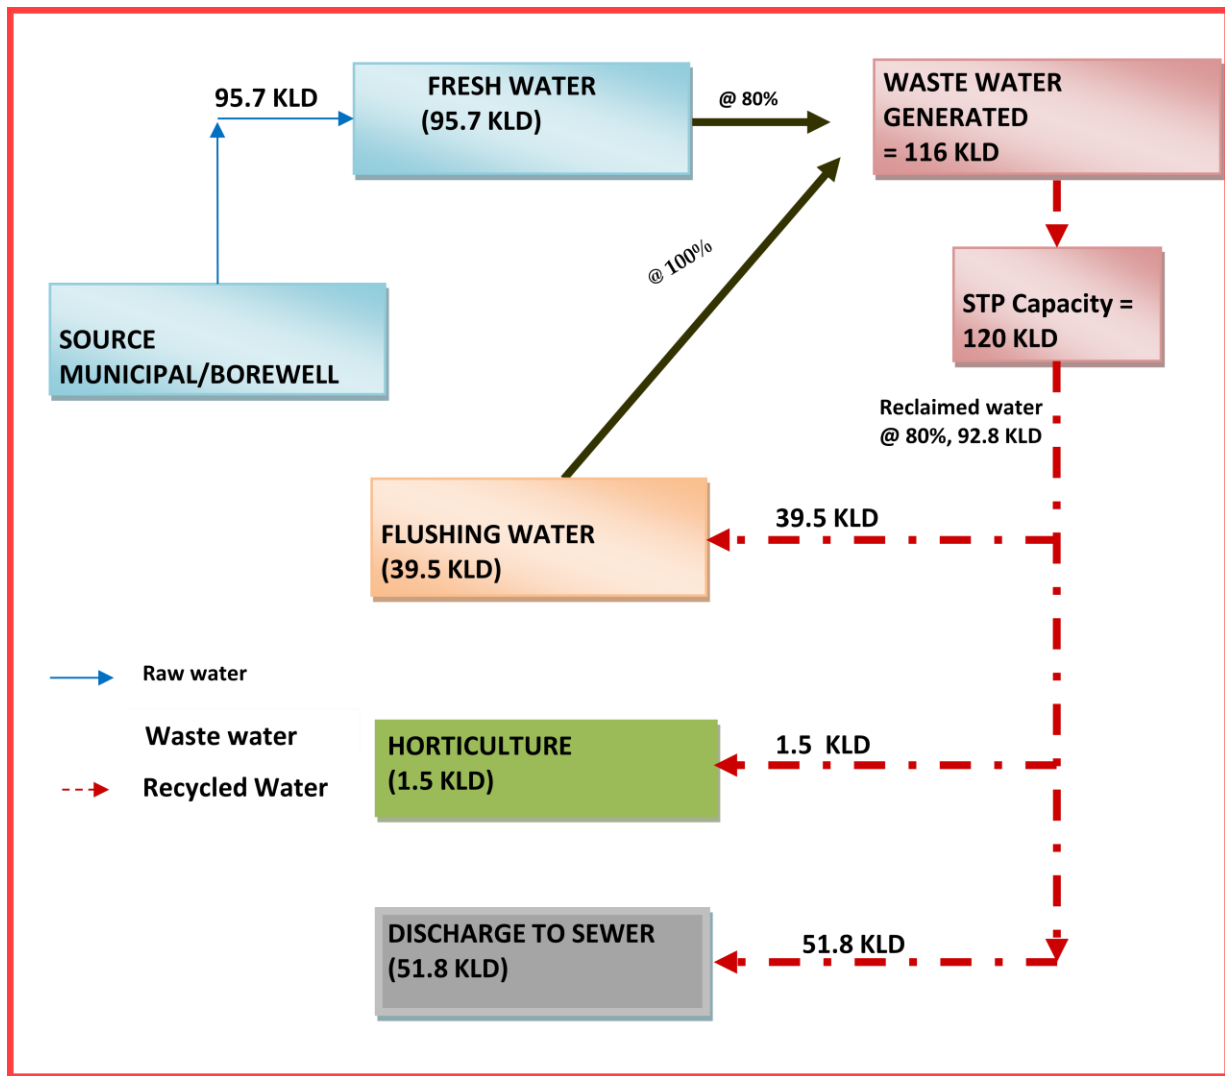 95.7 KLD
FRESH WATER
(95.7 KLD)
@ 80%
WASTE WATER
GENERATED
= 116 KLD
@ 100%
SOURCE
MUNICIPAL/BOREWELL
STP Capacity =
120 KLD
Reclaimed water
@ 80%, 92.8 KLD
FLUSHING WATER
(39.5 KLD)
39.5 KLD
Raw water
Waste water
Recycled Water
HORTICULTURE
(1.5 KLD)
1.5 KLD
DISCHARGE TO SEWER
(51.8 KLD)
51.8 KLD